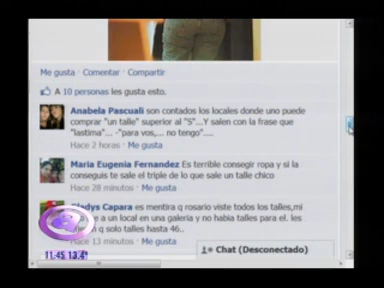 Me gusta · Comentar · Compartir
A 10 personas les gusta esto.
Anabela Pascuali son contados los locales donde uno puede
comprar "un talle" superior al "S"...Y salen con la frase que
"lastima"... -"para vos,... no tengo"....
Hace 2 horas · Me gusta
Maria Eugenia Fernandez Es terrible consegir ropa y si la
conseguis te sale el triple de lo que sale un talle chico
Hace 28 minutos · Me gusta
Gladys Capara es mentira q rosario viste todos los talles,mi
e a un local en una galeria y no habia talles para el. les
go solo talles hasta 46..
Hace 13 minutos · Me gusta
Chat (Desconectado)
11:45 13.4°